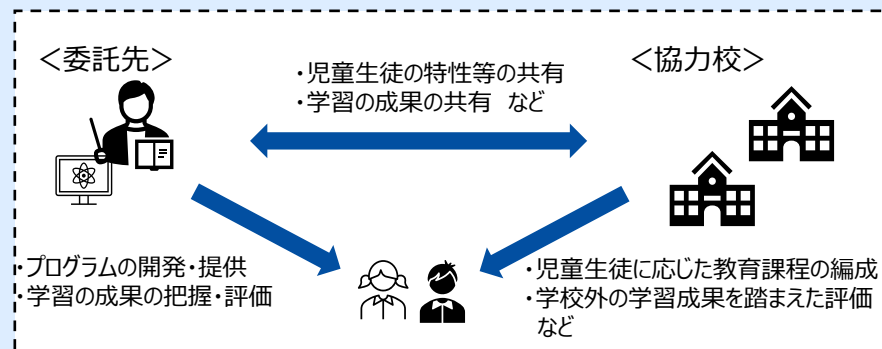 ＜委託先＞
・児童生徒の特性等の共有
・学習の成果の共有　など
＜協力校＞
・プログラムの開発・提供
・学習の成果の把握・評価
・児童生徒に応じた教育課程の編成
・学校外の学習成果を踏まえた評価
など